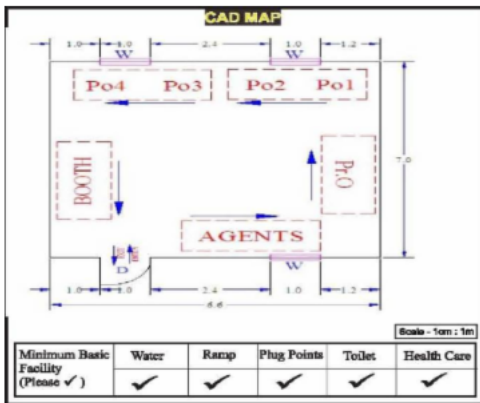 CAD MAP
1.0 1.0 2.4 1.0 1.2
W W
Po4 Po3 Po2 Po1
BOOTH
Pr.O
7.0
AGENTS
D
W
1.0 1.0 2.4 1.0 1.2
6.6
Scale - 1cm : 1m
Minimum Basic Facility (Please ✓) Water Ramp Plug Points Toilet Health Care
✓ ✓ ✓ ✓ ✓